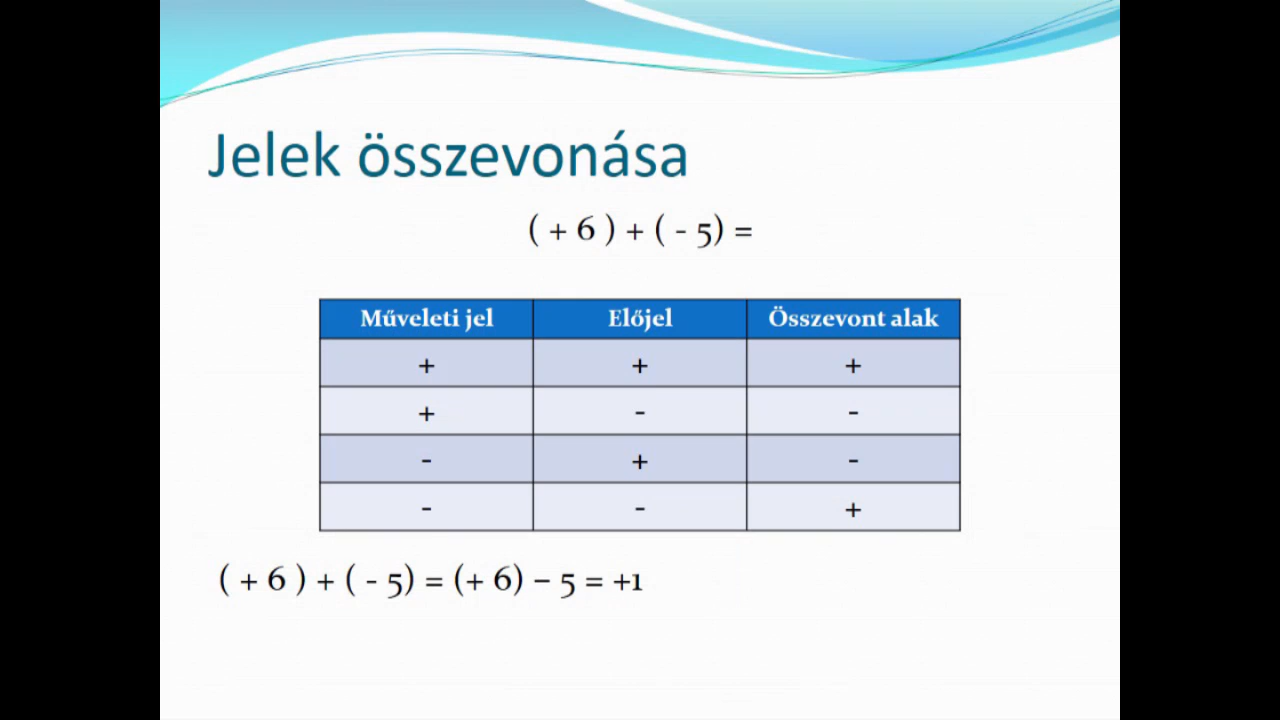 Jelek összevonása
( + 6 ) + ( - 5) =
Műveleti jel Előjel Összevont alak
+ + +
+ - -
- + -
- - +
( + 6 ) + ( - 5) = (+ 6) – 5 = +1